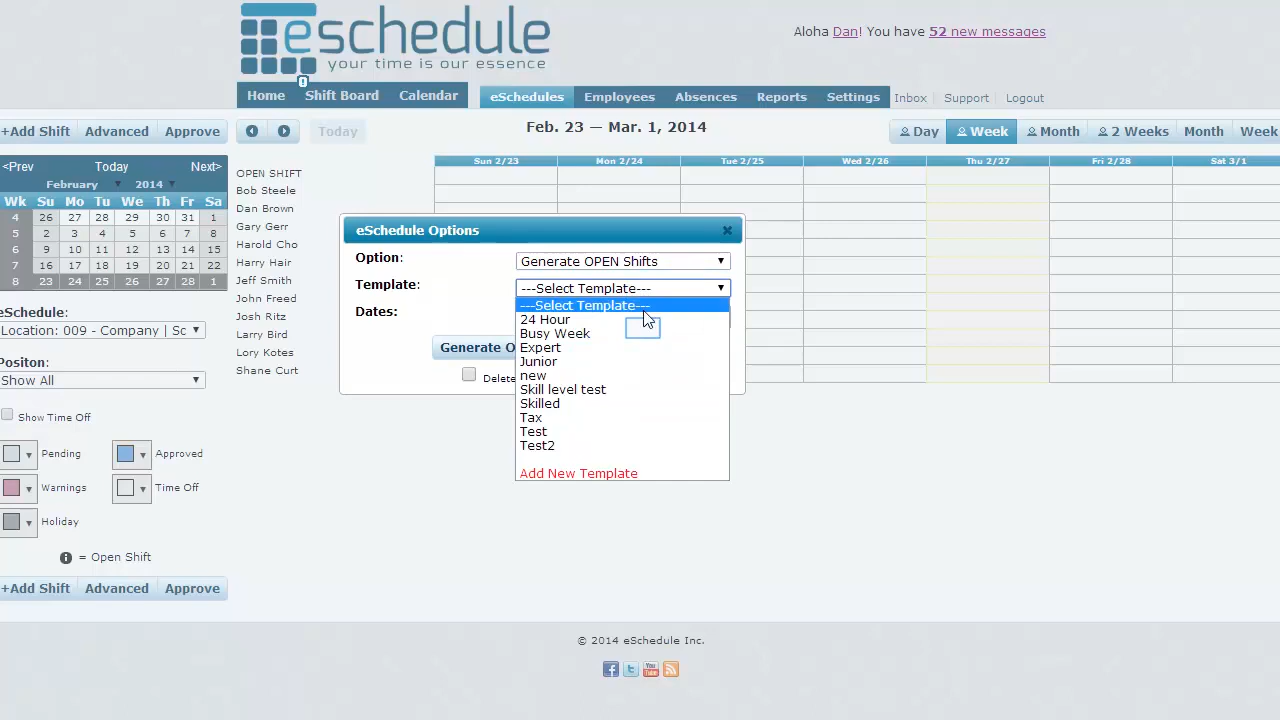 eschedule
your time is our essence
Aloha Dan! You have 52 new messages
Home Shift Board Calendar eSchedules Employees Absences Reports Settings Inbox Support Logout
+Add Shift Advanced Approve Today Feb. 23 — Mar. 1, 2014 Day Week Month 2 Weeks Month Week
<Prev Today Next>
February 2014
Wk Su Mo Tu We Th Fr Sa
4 26 27 28 29 30 31 1
5 2 3 4 5 6 7 8
6 9 10 11 12 13 14 15
7 16 17 18 19 20 21 22
8 23 24 25 26 27 28 1
eSchedule:
Location: 009 - Company | Sc
Positon:
Show All
Show Time Off
Pending Approved
Warnings Time Off
Holiday
i = Open Shift
+Add Shift Advanced Approve
Sun 2/23 Mon 2/24 Tue 2/25 Wed 2/26 Thu 2/27 Fri 2/28 Sat 3/1
OPEN SHIFT
Bob Steele
Dan Brown
Gary Gerr
Harold Cho
Harry Hair
Jeff Smith
John Freed
Josh Ritz
Larry Bird
Lory Kotes
Shane Curt
eSchedule Options
Option: Generate OPEN Shifts
Template: ---Select Template---
Dates:
Generate O
Delete
---Select Template---
24 Hour
Busy Week
Expert
Junior
new
Skill level test
Skilled
Tax
Test
Test2
Add New Template
© 2014 eSchedule Inc.
You Tube